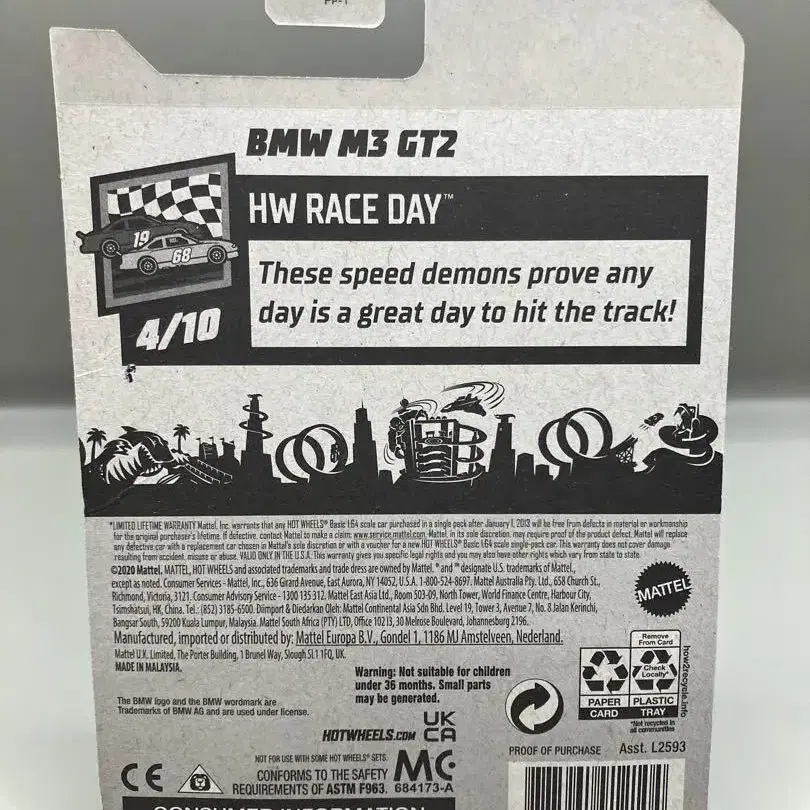 PP-1
BMW M3 GT2
HW RACE DAY™
19
68
These speed demons prove any
day is a great day to hit the track!
4/10
*LIMITED LIFETIME WARRANTY Mattel, Inc. warrants that any HOT WHEELS® Basic 1:64 scale car purchased in a single pack after January 1, 2013 will be free from defects in material or workmanship
for the original purchaser's lifetime. If defective, contact Mattel to make a claim: www.service.mattel.com. Mattel, in its sole discretion, may require proof of the product defect. Mattel will replace
any defective car with a replacement car chosen in Mattel's sole discretion or with a voucher for a new HOT WHEELS® Basic 1:64 scale single-pack car. This warranty does not cover damage
resulting from accident, misuse or abuse. VALID ONLY IN THE U.S.A. This warranty gives you specific legal rights and you may also have other rights which vary from state to state.
©2020 Mattel. MATTEL, HOT WHEELS and associated trademarks and trade dress are owned by Mattel. ® and ™ designate U.S. trademarks of Mattel,
except as noted. Consumer Services - Mattel, Inc., 636 Girard Avenue, East Aurora, NY 14052, U.S.A. 1-800-524-8697. Mattel Australia Pty. Ltd., 658 Church St.,
Richmond, Victoria, 3121. Consumer Advisory Service - 1300 135 312. Mattel East Asia Ltd., Room 503-09, North Tower, World Finance Centre, Harbour City,
Tsimshatsui, HK, China. Tel.: (852) 3185-6500. Diimport & Diedarkan Oleh: Mattel Continental Asia Sdn Bhd. Level 19, Tower 3, Avenue 7, No. 8 Jalan Kerinchi,
Bangsar South, 59200 Kuala Lumpur, Malaysia. Mattel South Africa (PTY) LTD, Office 102 I3, 30 Melrose Boulevard, Johannesburg 2196.
Manufactured, imported or distributed by: Mattel Europa B.V., Gondel 1, 1186 MJ Amstelveen, Nederland.
Mattel U.K. Limited, The Porter Building, 1 Brunel Way, Slough SL1 1FQ, UK.
MADE IN MALAYSIA.
MATTEL
Warning: Not suitable for children
under 36 months. Small parts
may be generated.
The BMW logo and the BMW wordmark are
Trademarks of BMW AG and are used under license.
HOTWHEELS.COM
UK
CA
Remove
From Card
Check
Locally*
PAPER
CARD
PLASTIC
TRAY
*Not recycled in
all communities
how2recycle.info
PROOF OF PURCHASE
Asst. L2593
CE
NOT FOR USE WITH SOME HOT WHEELS® SETS.
CONFORMS TO THE SAFETY
REQUIREMENTS OF ASTM F963.
MC
684173-A
CONSUMER INFORMATION